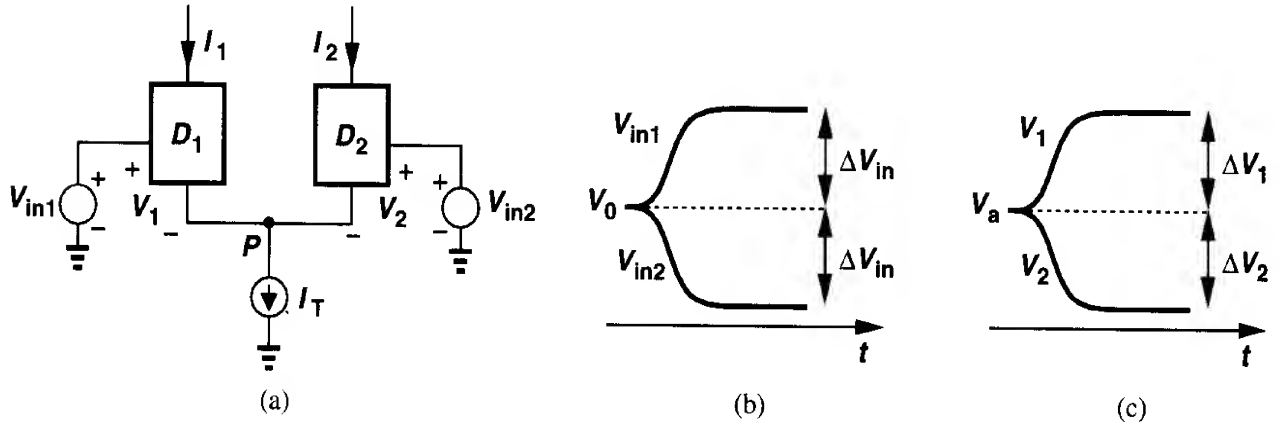 I1 I2
D1 D2
Vin1 + - + V1 - P - V2 + + - Vin2
IT
(a)
Vin1
V0
Vin2
ΔVin
ΔVin
t
(b)
V1
Va
V2
ΔV1
ΔV2
t
(c)